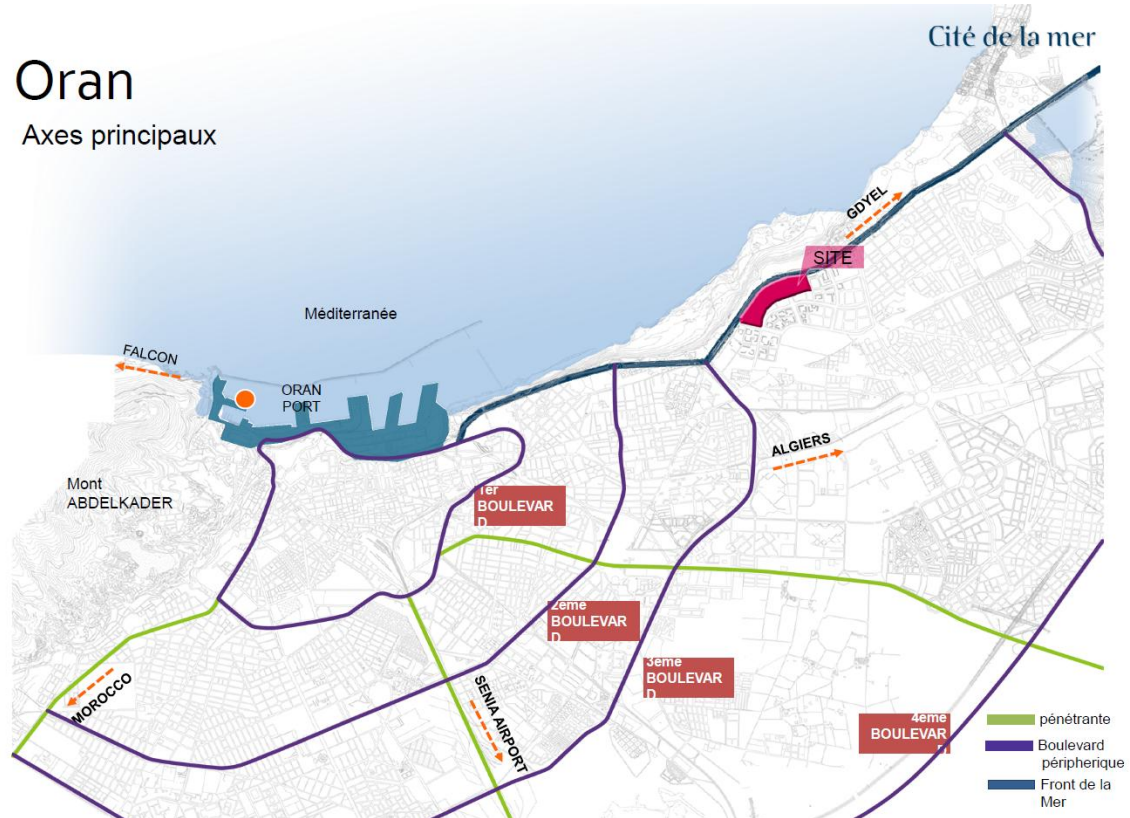 Cité de la mer
Oran
Axes principaux
GDYEL
SITE
Méditerranée
FALCON
ORAN
PORT
ALGIERS
Mont
ABDELKADER
1er
BOULEVAR
D
2eme
BOULEVAR
D
3eme
BOULEVAR
D
MOROCCO
SENIA AIRPORT
4eme
BOULEVAR
pénétrante
Boulevard
péripherique
Front de la
Mer